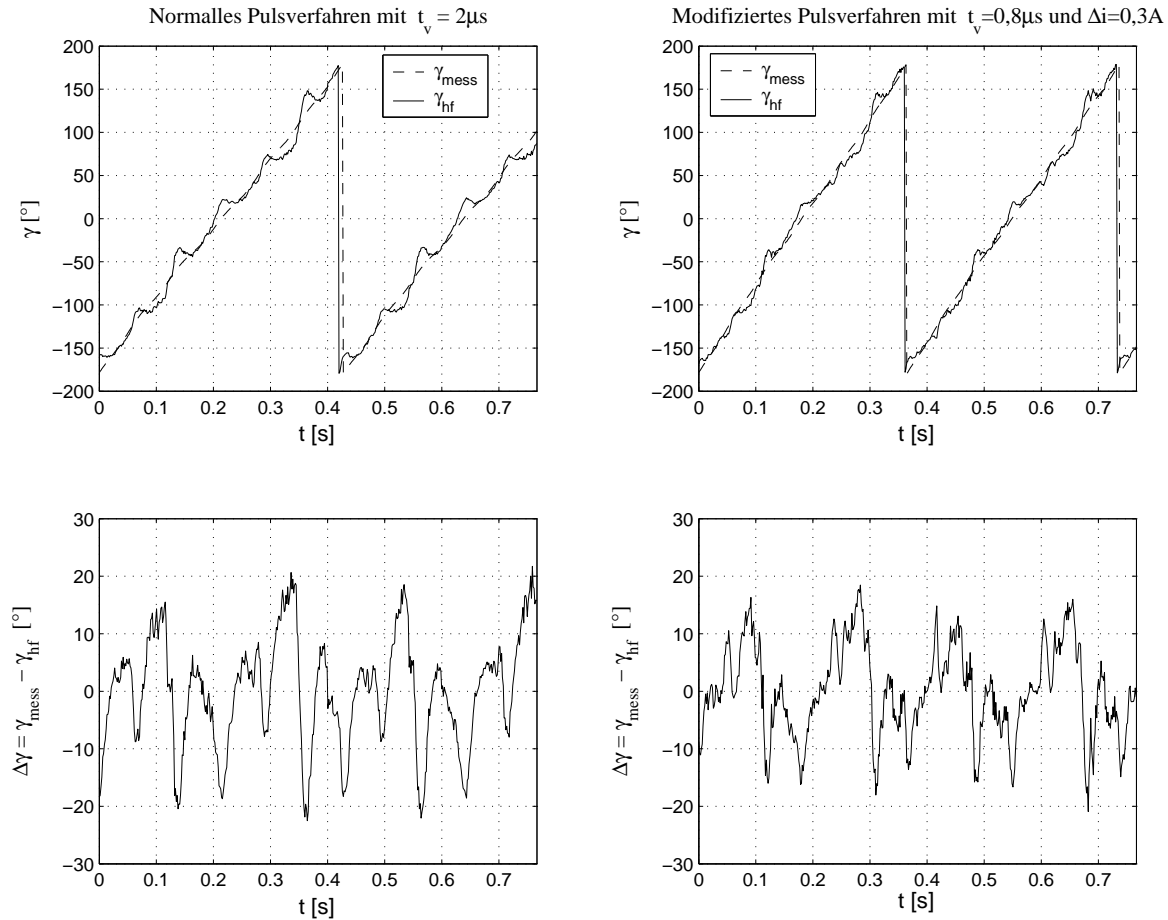 Normalles Pulsverfahren mit t_v = 2μs
200
150
100
50
0
−50
−100
−150
−200
γ [°]
γ_mess
γ_hf
0 0.1 0.2 0.3 0.4 0.5 0.6 0.7
t [s]
Modifiziertes Pulsverfahren mit t_v=0,8μs und Δi=0,3A
200
150
100
50
0
−50
−100
−150
−200
γ [°]
γ_mess
γ_hf
0 0.1 0.2 0.3 0.4 0.5 0.6 0.7
t [s]
30
20
10
0
−10
−20
−30
Δγ = γ_mess − γ_hf [°]
0 0.1 0.2 0.3 0.4 0.5 0.6 0.7
t [s]
30
20
10
0
−10
−20
−30
Δγ = γ_mess − γ_hf [°]
0 0.1 0.2 0.3 0.4 0.5 0.6 0.7
t [s]